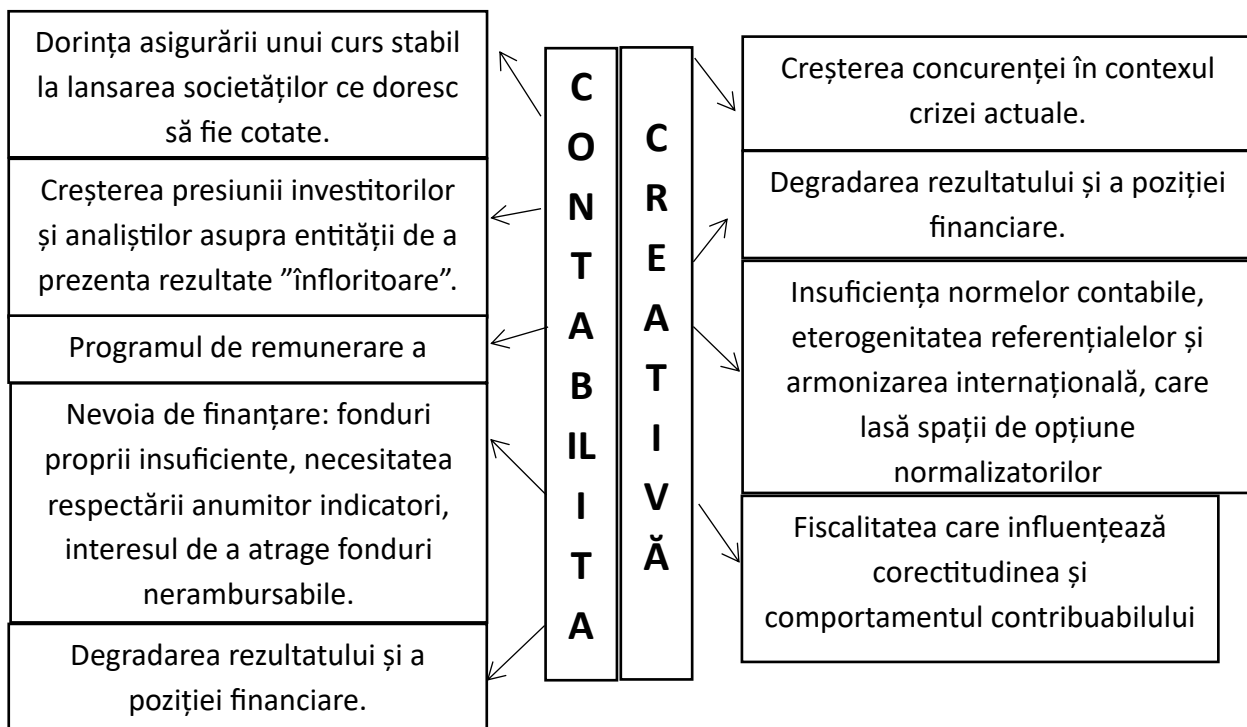 Dorința asigurării unui curs stabil
la lansarea societăților ce doresc
să fie cotate.
Creșterea presiunii investitorilor
și analiștilor asupra entității de a
prezenta rezultate ”înfloritoare”.
Programul de remunerare a
Nevoia de finanțare: fonduri
proprii insuficiente, necesitatea
respectării anumitor indicatori,
interesul de a atrage fonduri
nerambursabile.
Degradarea rezultatului și a
poziției financiare.
C
O
N
T
A
B
IL
I
T
A
C
R
E
A
T
I
V
Ă
Creșterea concurenței în contexul
crizei actuale.
Degradarea rezultatului și a poziției
financiare.
Insuficiența normelor contabile,
eterogenitatea referențialelor și
armonizarea internațională, care
lasă spații de opțiune
normalizatorilor
Fiscalitatea care influențează
corectitudinea și
comportamentul contribuabilului